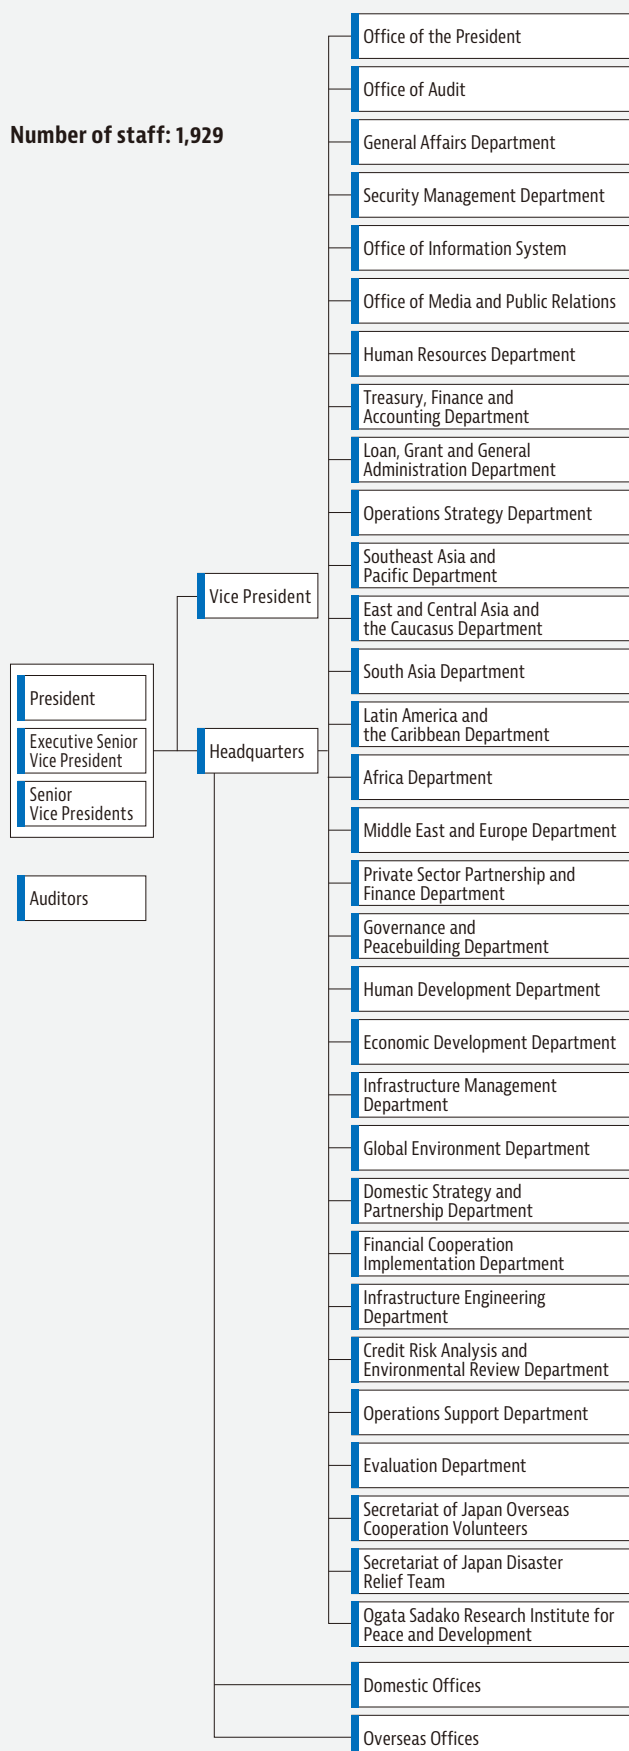 Number of staff: 1,929
President
Executive Senior
Vice President
Senior
Vice Presidents
Auditors
Vice President
Headquarters
Office of the President
Office of Audit
General Affairs Department
Security Management Department
Office of Information System
Office of Media and Public Relations
Human Resources Department
Treasury, Finance and
Accounting Department
Loan, Grant and General
Administration Department
Operations Strategy Department
Southeast Asia and
Pacific Department
East and Central Asia and
the Caucasus Department
South Asia Department
Latin America and
the Caribbean Department
Africa Department
Middle East and Europe Department
Private Sector Partnership and
Finance Department
Governance and
Peacebuilding Department
Human Development Department
Economic Development Department
Infrastructure Management
Department
Global Environment Department
Domestic Strategy and
Partnership Department
Financial Cooperation
Implementation Department
Infrastructure Engineering
Department
Credit Risk Analysis and
Environmental Review Department
Operations Support Department
Evaluation Department
Secretariat of Japan Overseas
Cooperation Volunteers
Secretariat of Japan Disaster
Relief Team
Ogata Sadako Research Institute for
Peace and Development
Domestic Offices
Overseas Offices